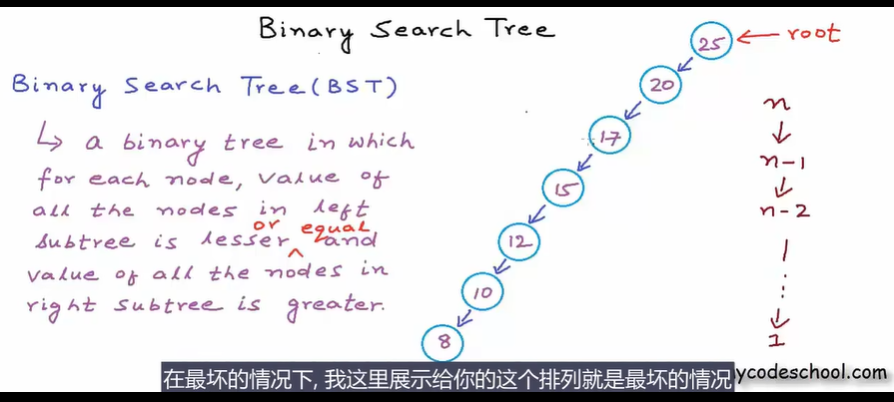 Binary Search Tree
Binary Search Tree (BST)
↳ a binary tree in which
for each node, value of
all the nodes in left
or equal
subtree is lesser ^ and
value of all the nodes in
right subtree is greater.
25 ← root
20
17
15
12
10
8
n
n-1
n-2
1
在最坏的情况下, 我这里展示给你的这个排列就是最坏的情况
ycodeschool.com